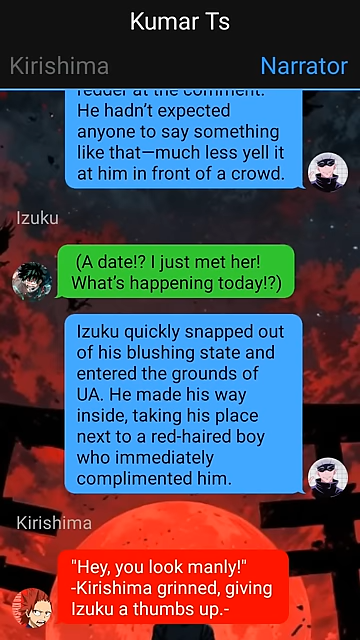 Kumar Ts
Kirishima
Narrator
redder at the comment.
He hadn’t expected
anyone to say something
like that—much less yell it
at him in front of a crowd.
Izuku
(A date!? I just met her!
What’s happening today!?)
Izuku quickly snapped out
of his blushing state and
entered the grounds of
UA. He made his way
inside, taking his place
next to a red-haired boy
who immediately
complimented him.
Kirishima
"Hey, you look manly!"
-Kirishima grinned, giving
Izuku a thumbs up.-